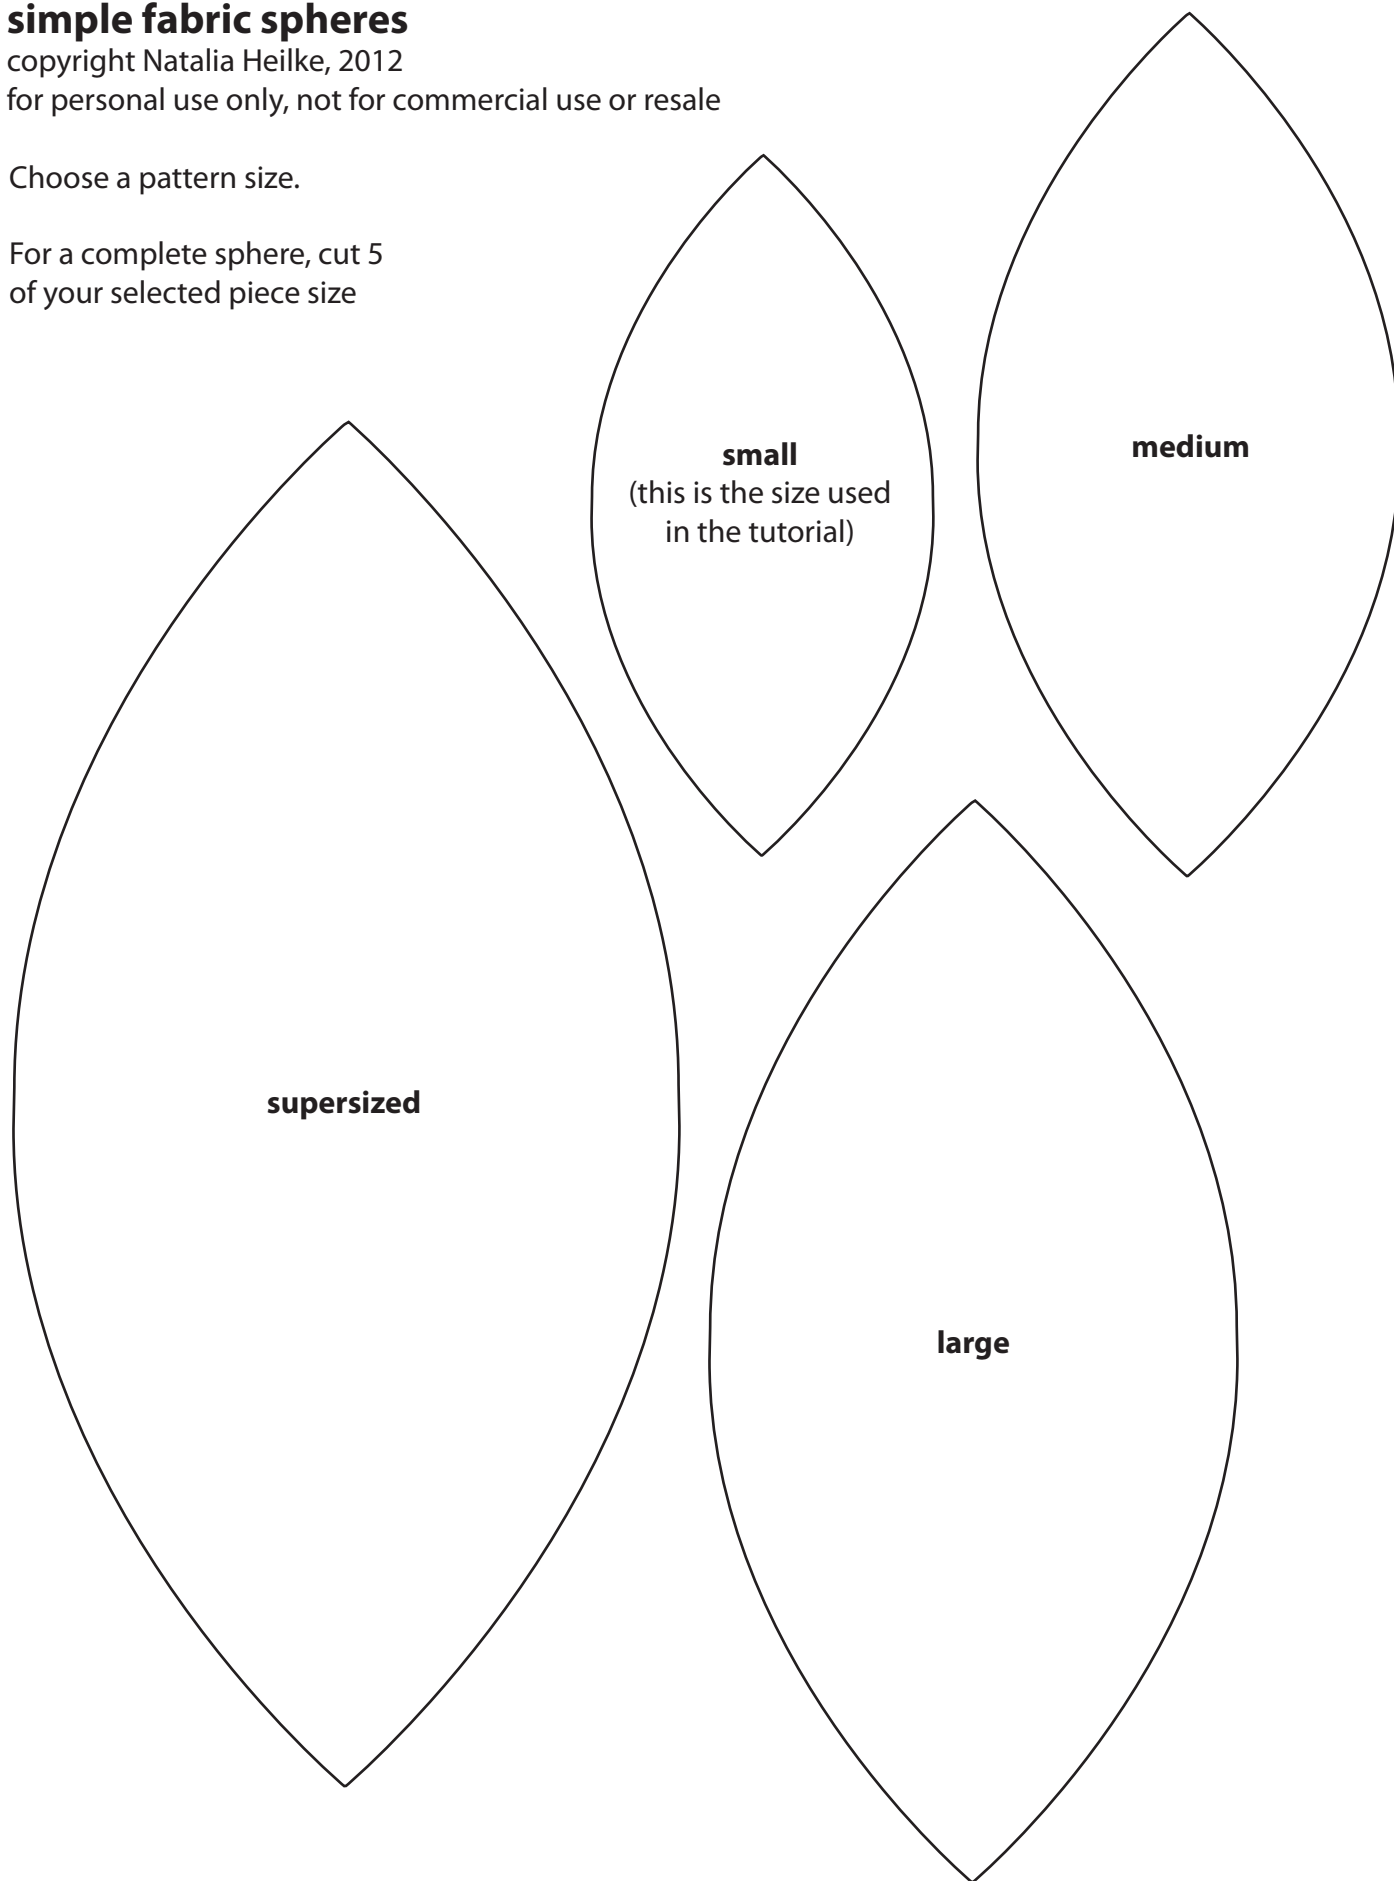 simple fabric spheres
copyright Natalia Heilke, 2012
for personal use only, not for commercial use or resale
Choose a pattern size.
For a complete sphere, cut 5
of your selected piece size
small
(this is the size used
in the tutorial)
medium
supersized
large